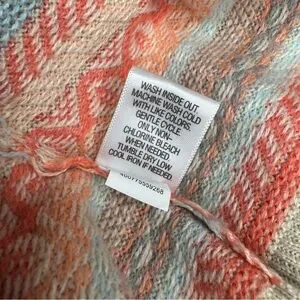 WASH INSIDE OUT
MACHINE WASH COLD
WITH LIKE COLORS.
GENTLE CYCLE
ONLY NON-
CHLORINE BLEACH
WHEN NEEDED.
TUMBLE DRY LOW
COOL IRON IF NEEDED.